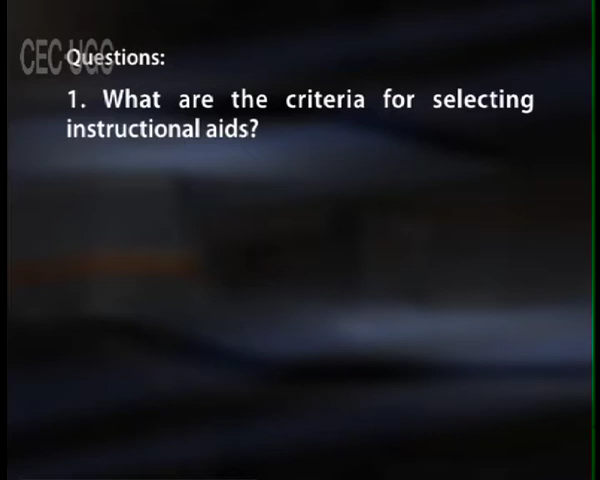 CEC UGC
Questions:
1. What are the criteria for selecting
instructional aids?